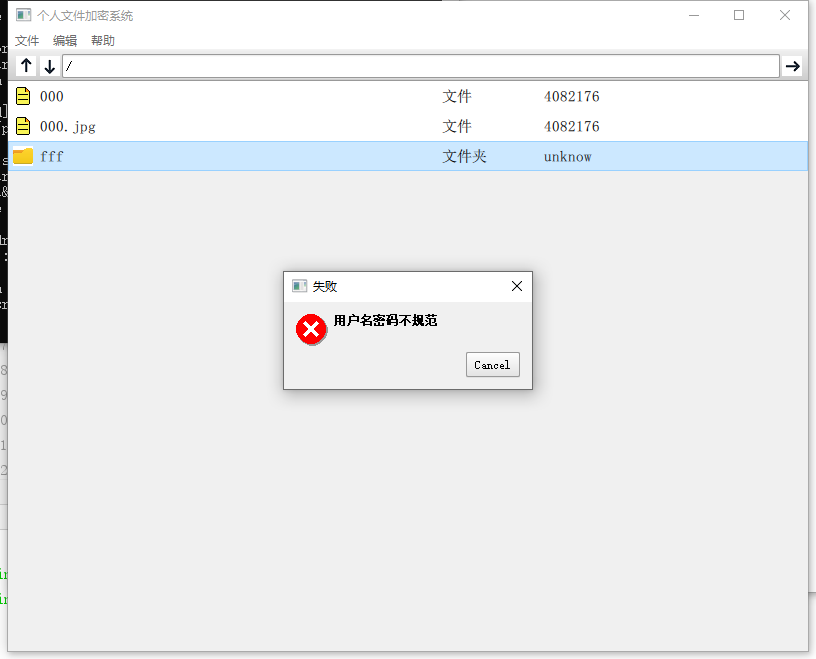 个人文件加密系统
文件 编辑 帮助
/
000 文件 4082176
000.jpg 文件 4082176
fff 文件夹 unknow
失败
用户名密码不规范
Cancel